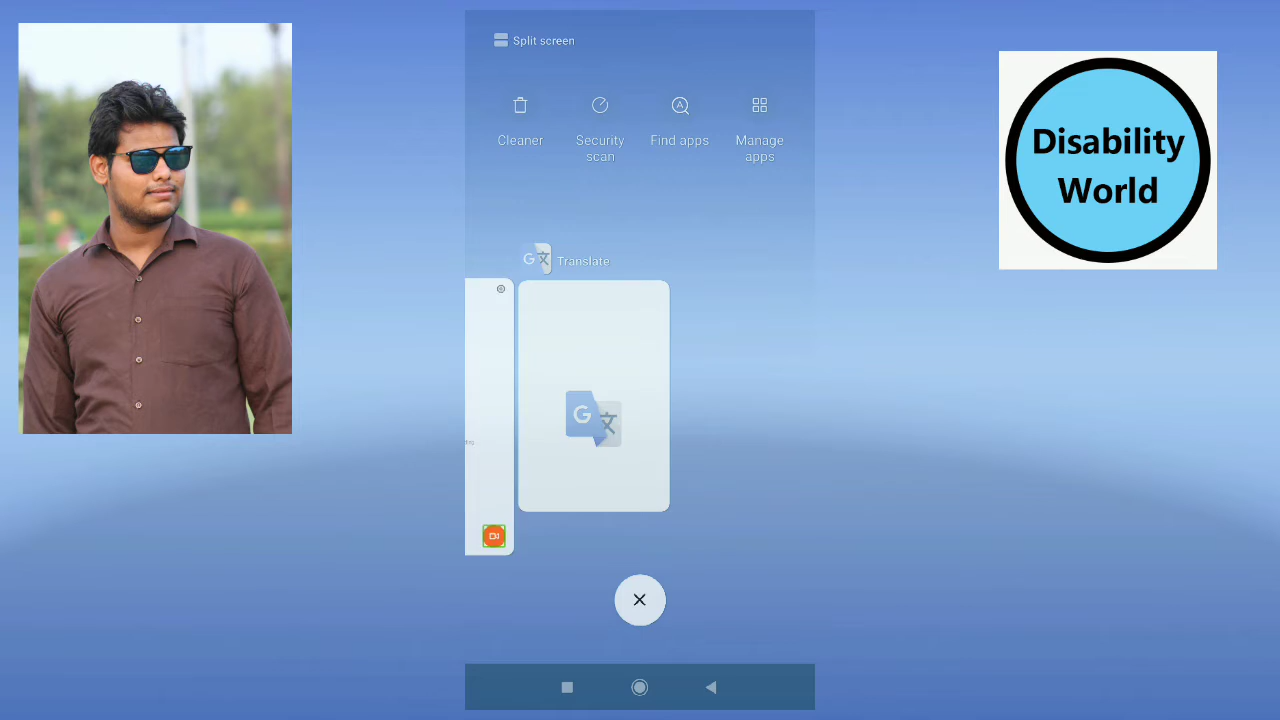 Split screen
Cleaner
Security
scan
Find apps
Manage
apps
G
Translate
G
Disability
World